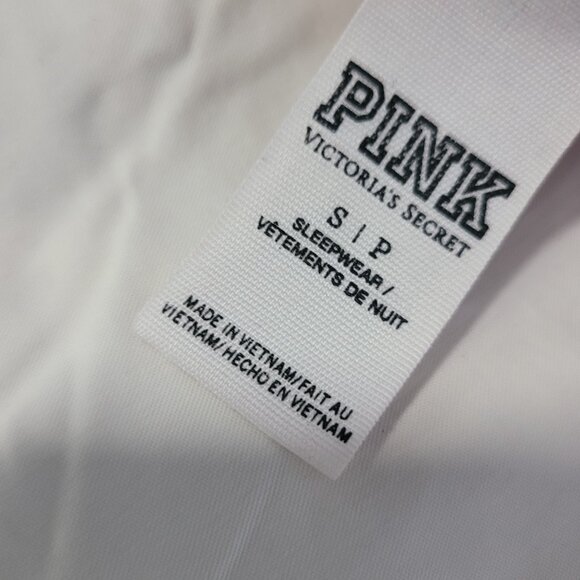 PINK
VICTORIA'S SECRET
S | P
SLEEPWEAR/
VÊTEMENTS DE NUIT
MADE IN VIETNAM/FAIT AU
VIETNAM/HECHO EN VIETNAM